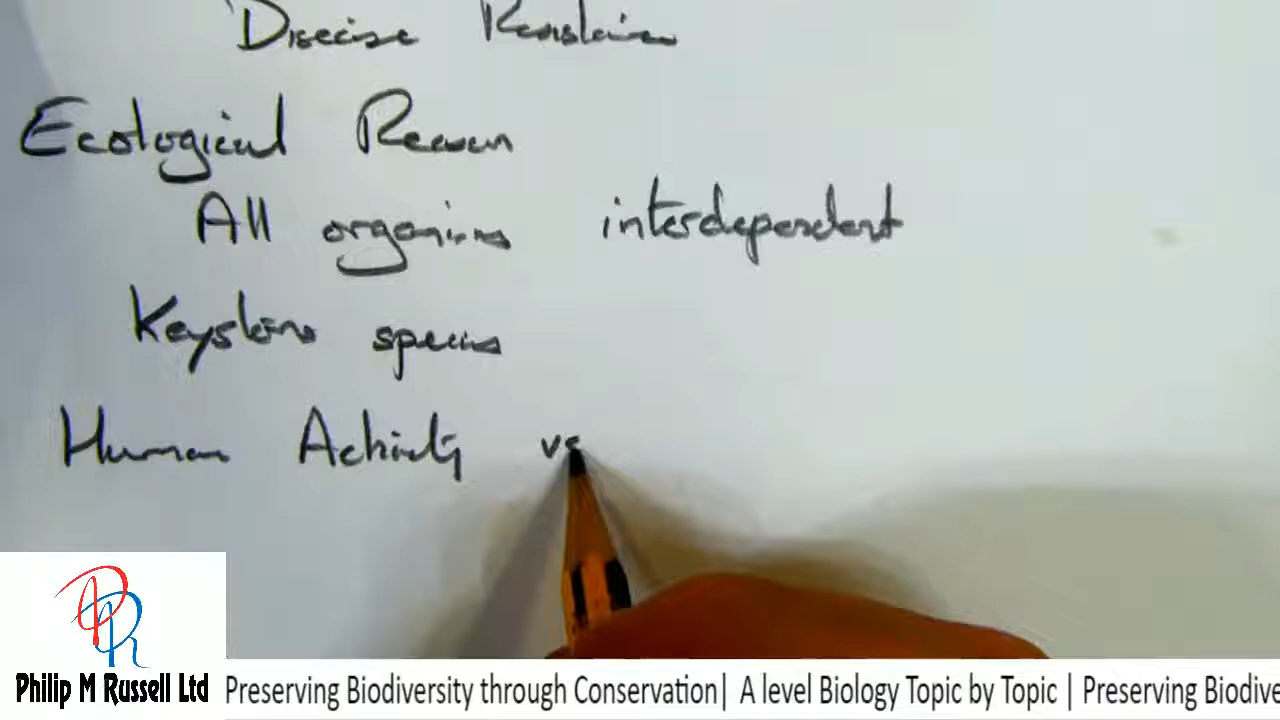 Disease Resistance
Ecological Reason
All organisms interdependent
Keystone species
Human Activity vs
Philip M Russell Ltd
Preserving Biodiversity through Conservation| A level Biology Topic by Topic | Preserving Biodive